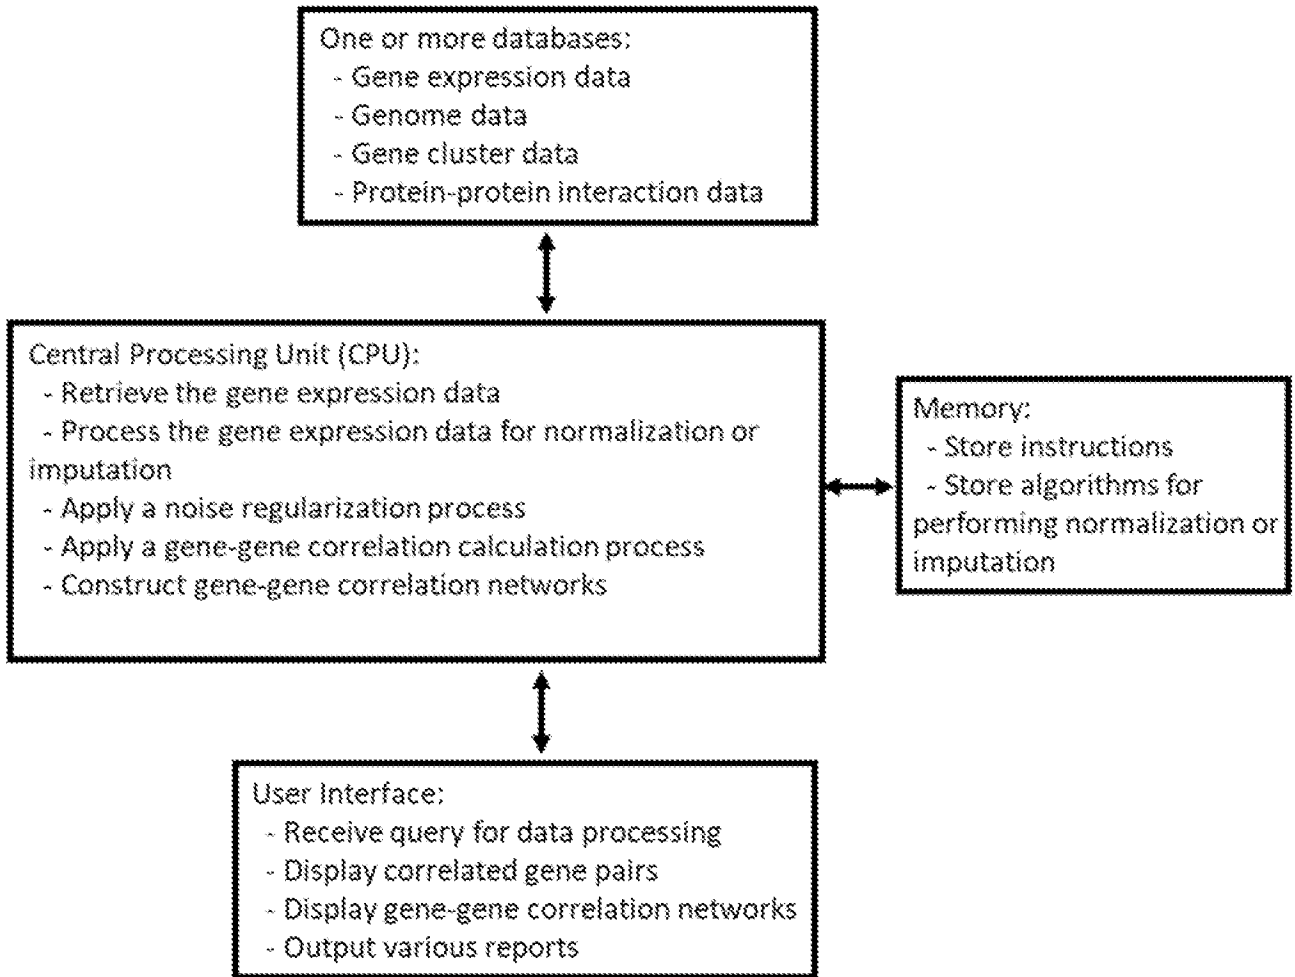 One or more databases:
- Gene expression data
- Genome data
- Gene cluster data
- Protein-protein interaction data
Central Processing Unit (CPU):
- Retrieve the gene expression data
- Process the gene expression data for normalization or
imputation
- Apply a noise regularization process
- Apply a gene-gene correlation calculation process
- Construct gene-gene correlation networks
Memory:
- Store instructions
- Store algorithms for
performing normalization or
imputation
User Interface:
- Receive query for data processing
- Display correlated gene pairs
- Display gene-gene correlation networks
- Output various reports